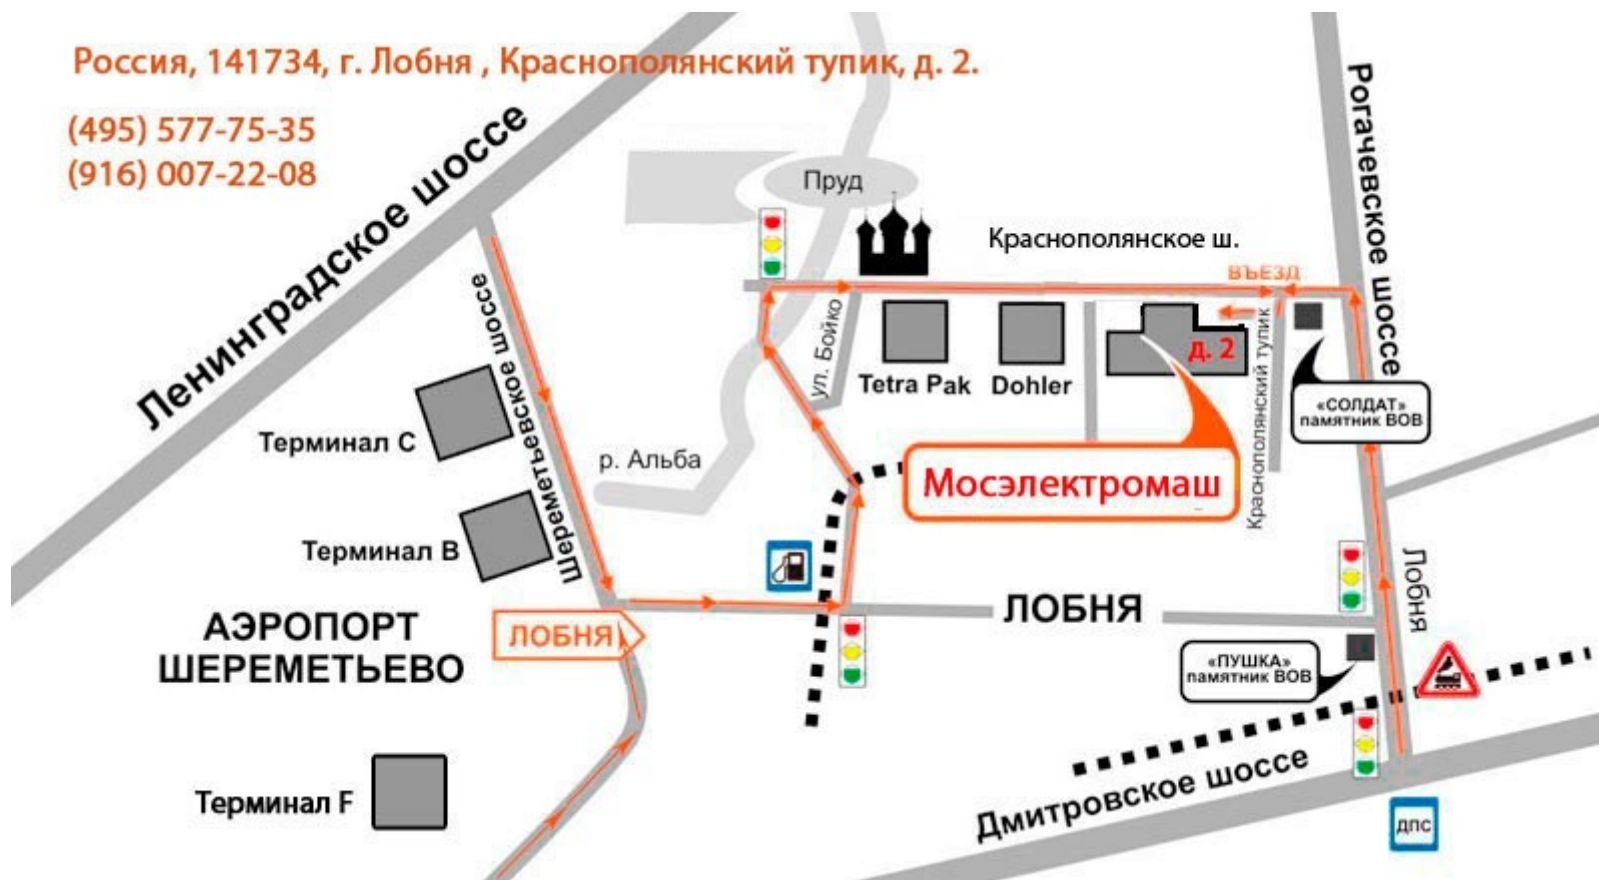 Россия, 141734, г. Лобня , Краснополянский тупик, д. 2.
(495) 577-75-35
(916) 007-22-08
Ленинградское шоссе
Рогачевское шоссе
Пруд
Краснополянское ш.
ВЪЕЗД
Шереметьевское шоссе
ул. Бойко
Tetra Pak
Dohler
д. 2
Краснополянский тупик
«СОЛДАТ»
памятник ВОВ
Терминал C
р. Альба
Мосэлектромаш
Терминал B
ЛОБНЯ
ЛОБНЯ
Лобня
АЭРОПОРТ
ШЕРЕМЕТЬЕВО
«ПУШКА»
памятник ВОВ
Терминал F
Дмитровское шоссе
ДПС